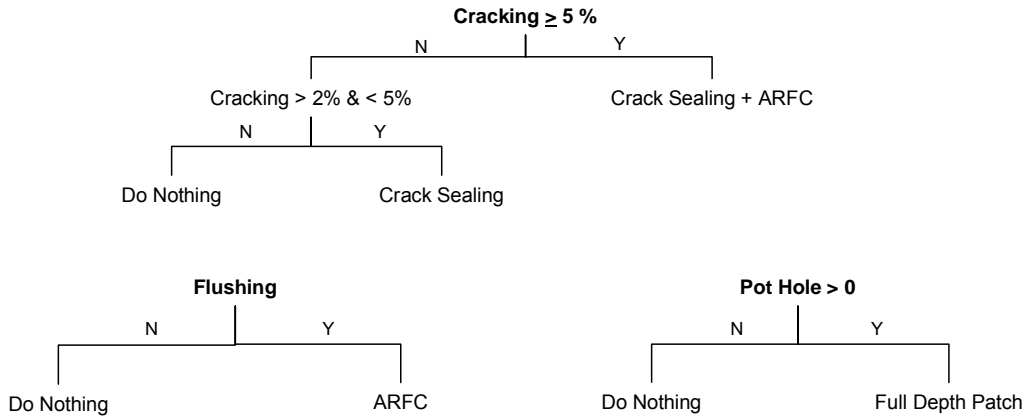 Cracking ≥ 5 %
N
Y
Cracking > 2% & < 5%
Crack Sealing + ARFC
N
Y
Do Nothing
Crack Sealing
Flushing
N
Y
Do Nothing
ARFC
Pot Hole > 0
N
Y
Do Nothing
Full Depth Patch